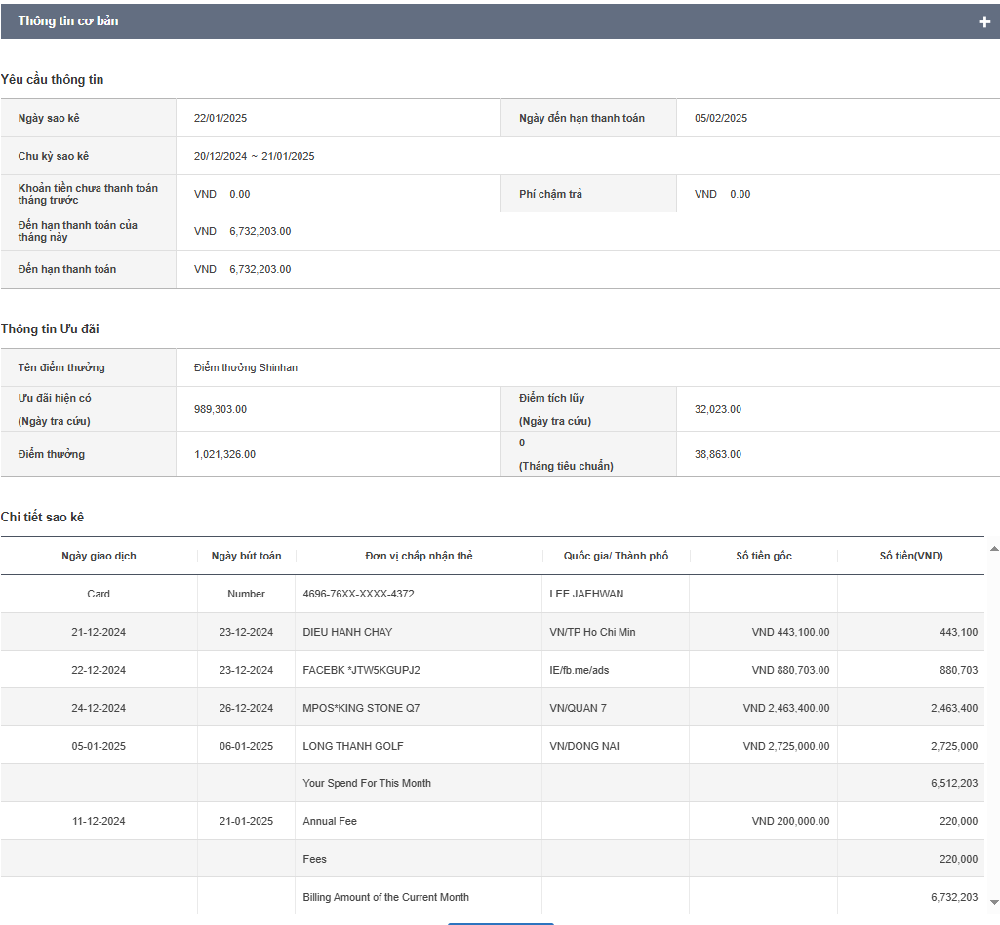 Thông tin cơ bản
Yêu cầu thông tin
Ngày sao kê 22/01/2025 Ngày đến hạn thanh toán 05/02/2025
Chu kỳ sao kê 20/12/2024 ~ 21/01/2025
Khoản tiền chưa thanh toán tháng trước VND 0.00 Phí chậm trả VND 0.00
Đến hạn thanh toán của tháng này VND 6,732,203.00
Đến hạn thanh toán VND 6,732,203.00
Thông tin Ưu đãi
Tên điểm thưởng Điểm thưởng Shinhan
Ưu đãi hiện có (Ngày tra cứu) 989,303.00 Điểm tích lũy (Ngày tra cứu) 32,023.00
Điểm thưởng 1,021,326.00 0 (Tháng tiêu chuẩn) 38,863.00
Chi tiết sao kê
Ngày giao dịch Ngày bút toán Đơn vị chấp nhận thẻ Quốc gia/ Thành phố Số tiền gốc Số tiền(VND)
Card Number 4696-76XX-XXXX-4372 LEE JAEHWAN
21-12-2024 23-12-2024 DIEU HANH CHAY VN/TP Ho Chi Min VND 443,100.00 443,100
22-12-2024 23-12-2024 FACEBK *JTW5KGUPJ2 IE/fb.me/ads VND 880,703.00 880,703
24-12-2024 26-12-2024 MPOS*KING STONE Q7 VN/QUAN 7 VND 2,463,400.00 2,463,400
05-01-2025 06-01-2025 LONG THANH GOLF VN/DONG NAI VND 2,725,000.00 2,725,000
Your Spend For This Month 6,512,203
11-12-2024 21-01-2025 Annual Fee VND 200,000.00 220,000
Fees 220,000
Billing Amount of the Current Month 6,732,203